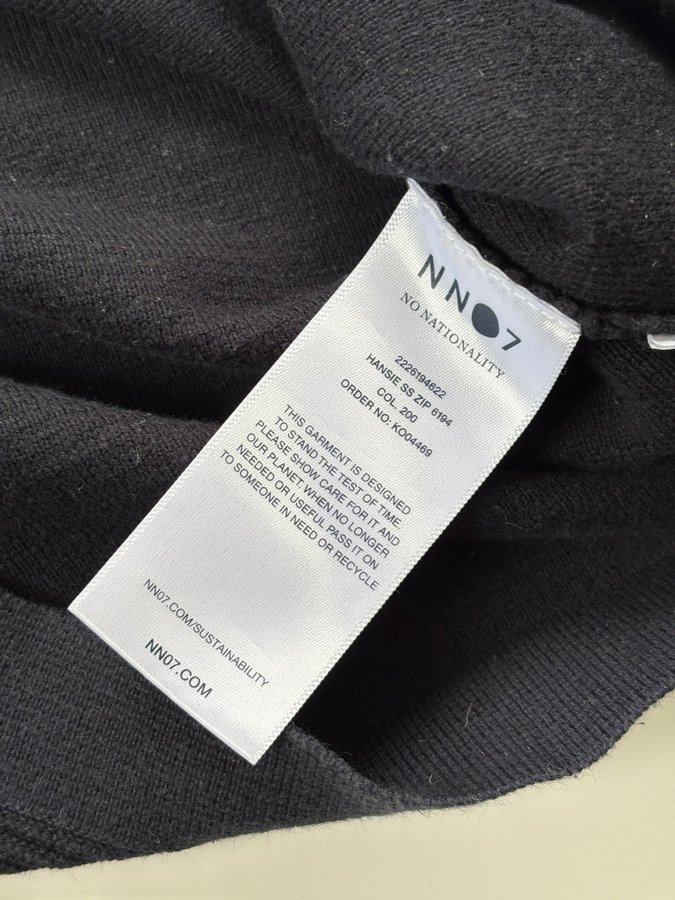 NN●7
NO NATIONALITY
2226194622
HANSIE SS ZIP 6194
COL. 200
ORDER NO: KO04469
THIS GARMENT IS DESIGNED
TO STAND THE TEST OF TIME.
PLEASE SHOW CARE FOR IT AND
OUR PLANET. WHEN NO LONGER
NEEDED OR USEFUL PASS IT ON
TO SOMEONE IN NEED OR RECYCLE
NN07.COM/SUSTAINABILITY
NN07.COM